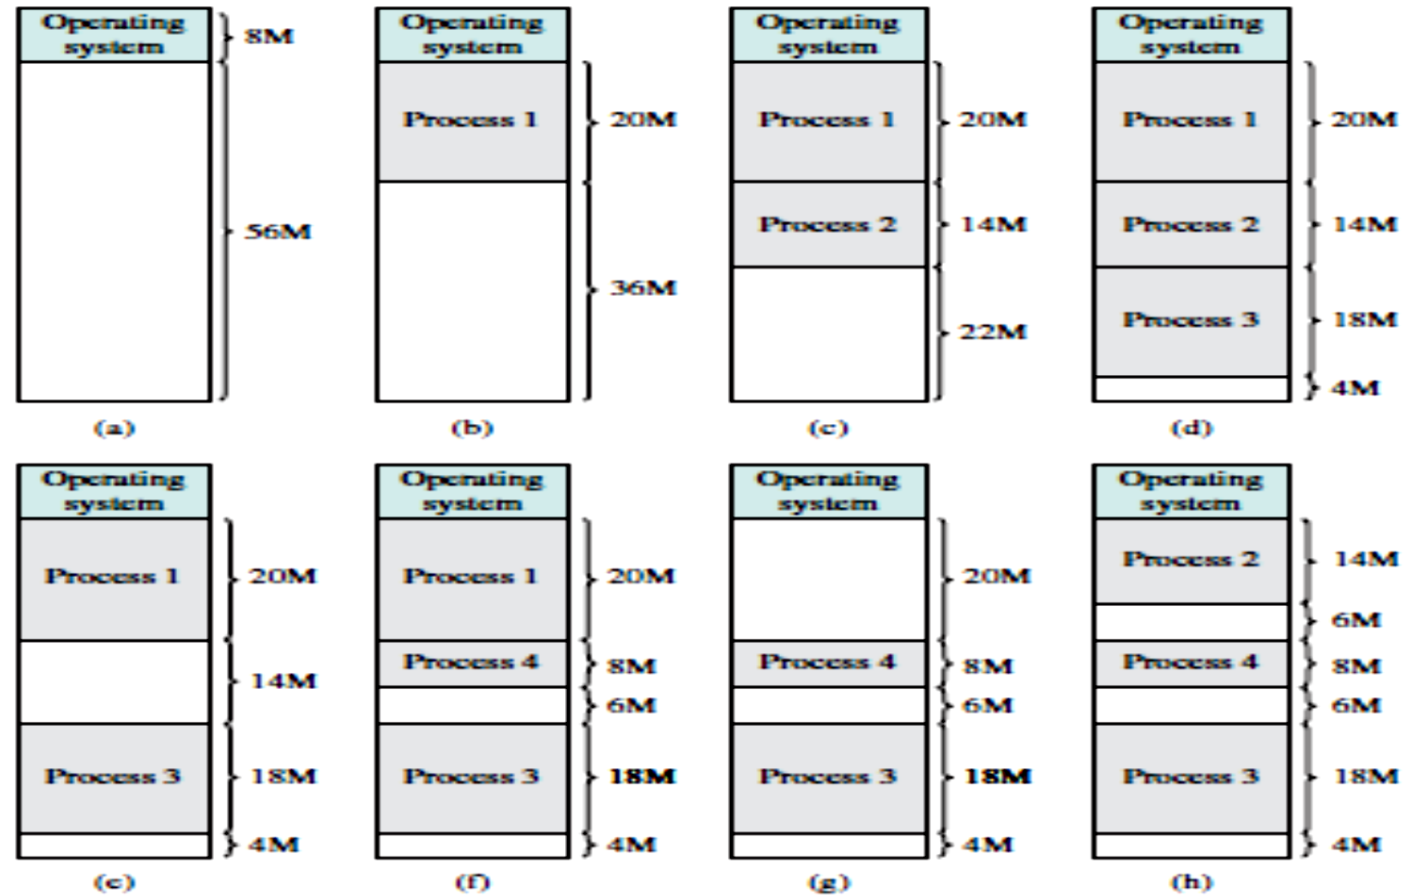 Operating
system
8M
56M
(a)
Operating
system
Process 1
20M
36M
(b)
Operating
system
Process 1
20M
Process 2
14M
22M
(c)
Operating
system
Process 1
20M
Process 2
14M
Process 3
18M
4M
(d)
Operating
system
Process 1
20M
14M
Process 3
18M
4M
(e)
Operating
system
Process 1
20M
Process 4
8M
6M
Process 3
18M
4M
(f)
Operating
system
20M
Process 4
8M
6M
Process 3
18M
4M
(g)
Operating
system
Process 2
14M
6M
Process 4
8M
6M
Process 3
18M
4M
(h)